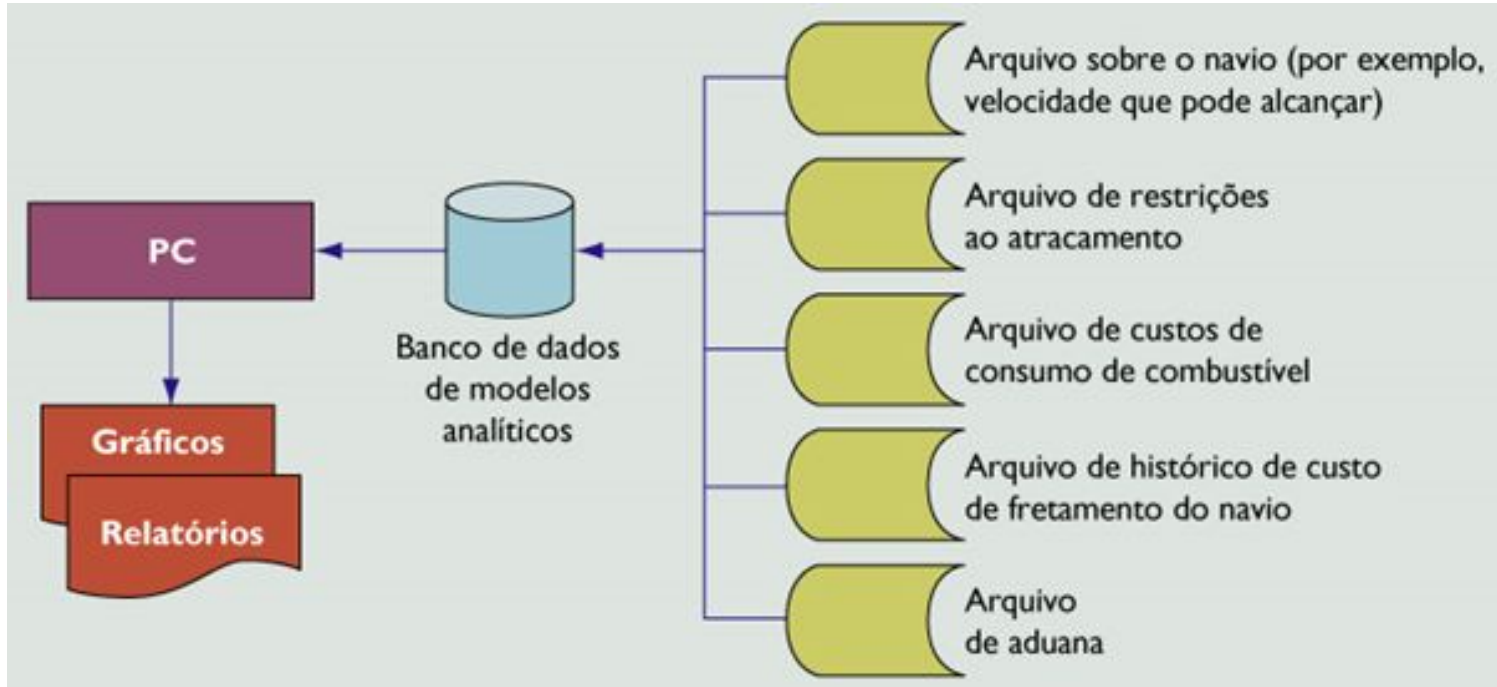 PC
Gráficos
Relatórios
Banco de dados
de modelos
analíticos
Arquivo sobre o navio (por exemplo,
velocidade que pode alcançar)
Arquivo de restrições
ao atracamento
Arquivo de custos de
consumo de combustível
Arquivo de histórico de custo
de fretamento do navio
Arquivo
de aduana